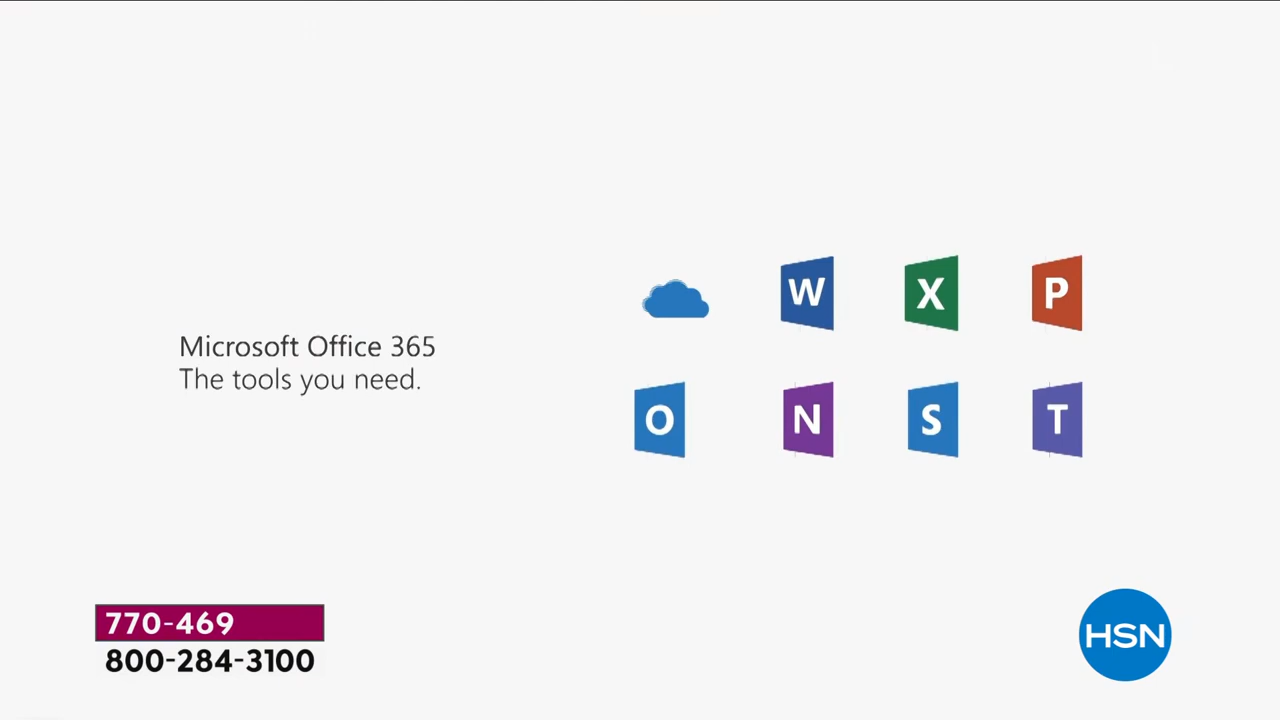 Microsoft Office 365
The tools you need.
W X P
O N S T
770-469
800-284-3100
HSN